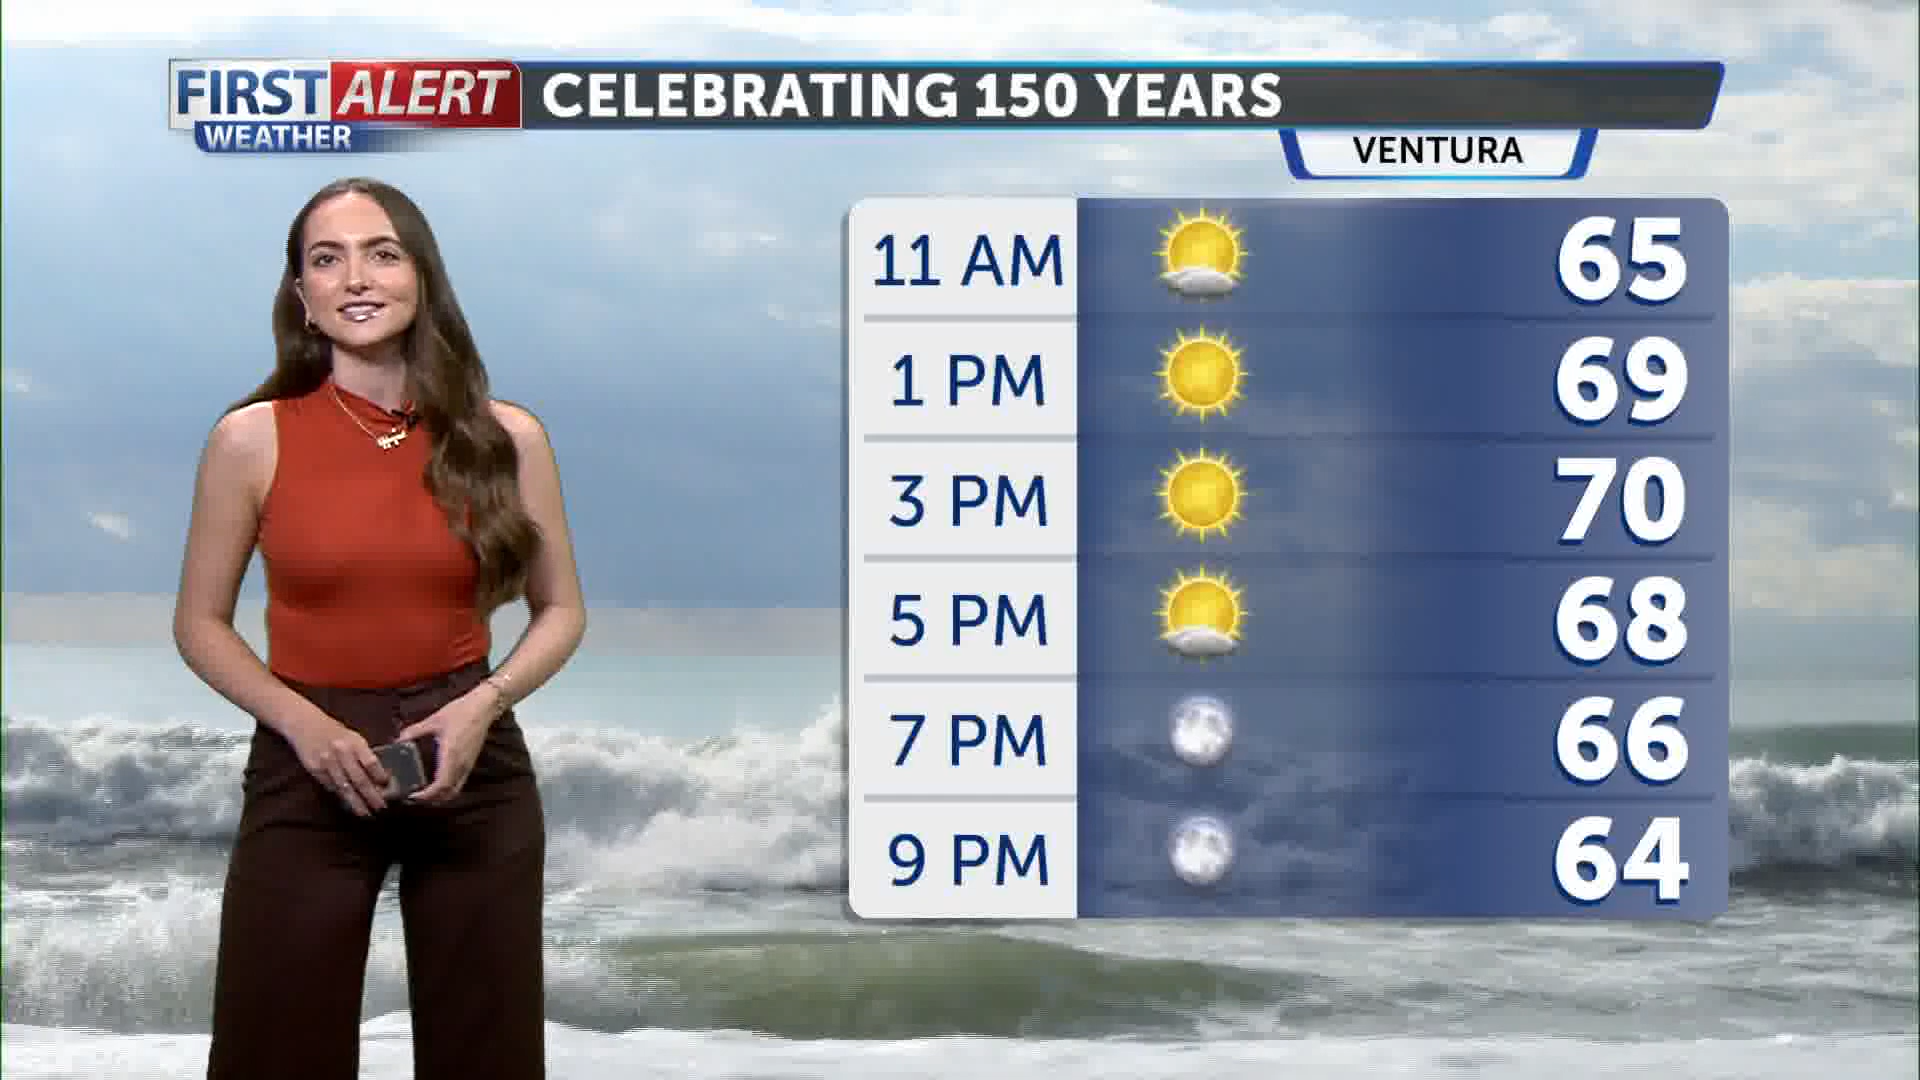 FIRST ALERT
WEATHER
CELEBRATING 150 YEARS
VENTURA
11 AM 65
1 PM 69
3 PM 70
5 PM 68
7 PM 66
9 PM 64